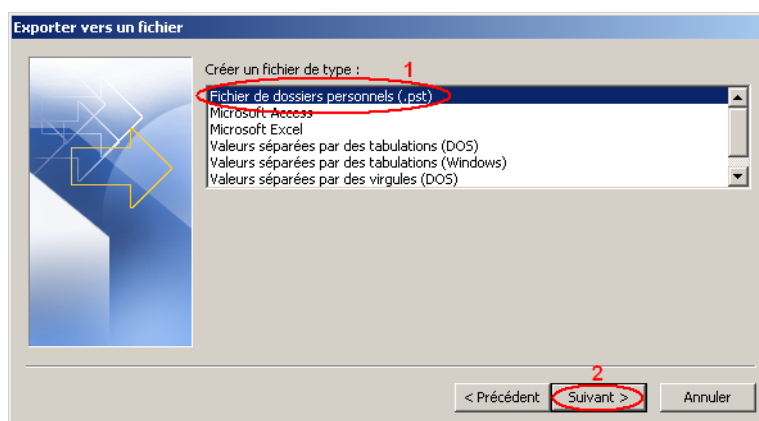 Exporter vers un fichier
Créer un fichier de type :
1
Fichier de dossiers personnels (.pst)
Microsoft Access
Microsoft Excel
Valeurs séparées par des tabulations (DOS)
Valeurs séparées par des tabulations (Windows)
Valeurs séparées par des virgules (DOS)
2
< Précédent Suivant > Annuler